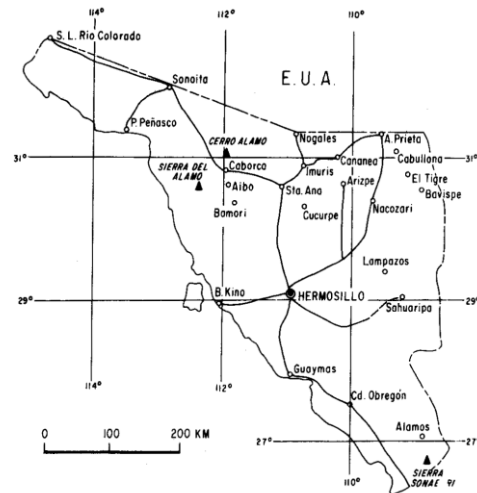 114°
112°
110°
31°
S. L. Rio Colorado
Sonoita
E. U. A.
P. Peñasco
CERRO ALAMO
Nogales
A. Prieta
31°
31°
Caborca
Imuris
Cananea
Cabullona
SIERRA DEL
ALAMO
Aibo
Sta. Ana
Arizpe
El Tigre
Bavispe
Bamori
Cucurpe
Nacozari
Lampazos
B. Kino
HERMOSILLO
Sahuaripa
29°
29°
114°
112°
Guaymas
Cd. Obregón
Alamos
27°
27°
110°
SIERRA
SONAE 91
0 100 200 KM